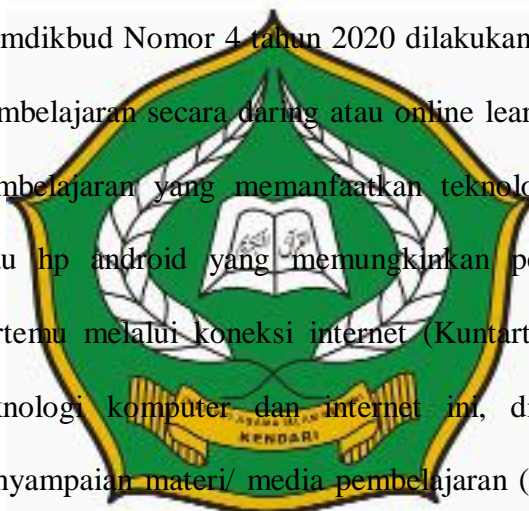 mdikbud Nomor 4 tahun 2020 dilakukan
mbelajaran secara daring atau online lear
mbelajaran yang memanfaatkan teknolo
u hp android yang memungkinkan pe
rtemu melalui koneksi internet (Kuntart
knologi komputer dan internet ini, di
KENDARI
nyampaian materi/ media pembelajaran (